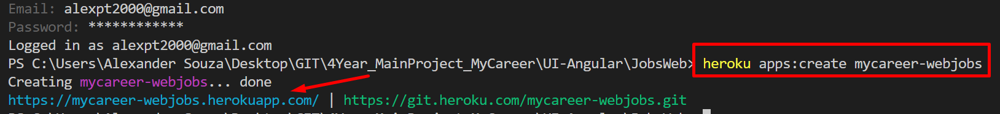 Email: alexpt2000@gmail.com
Password: ************
Logged in as alexpt2000@gmail.com
PS C:\Users\Alexander Souza\Desktop\GIT\4Year_MainProject_MyCareer\UI-Angular\JobsWeb> heroku apps:create mycareer-webjobs
Creating mycareer-webjobs... done
https://mycareer-webjobs.herokuapp.com/ | https://git.heroku.com/mycareer-webjobs.git